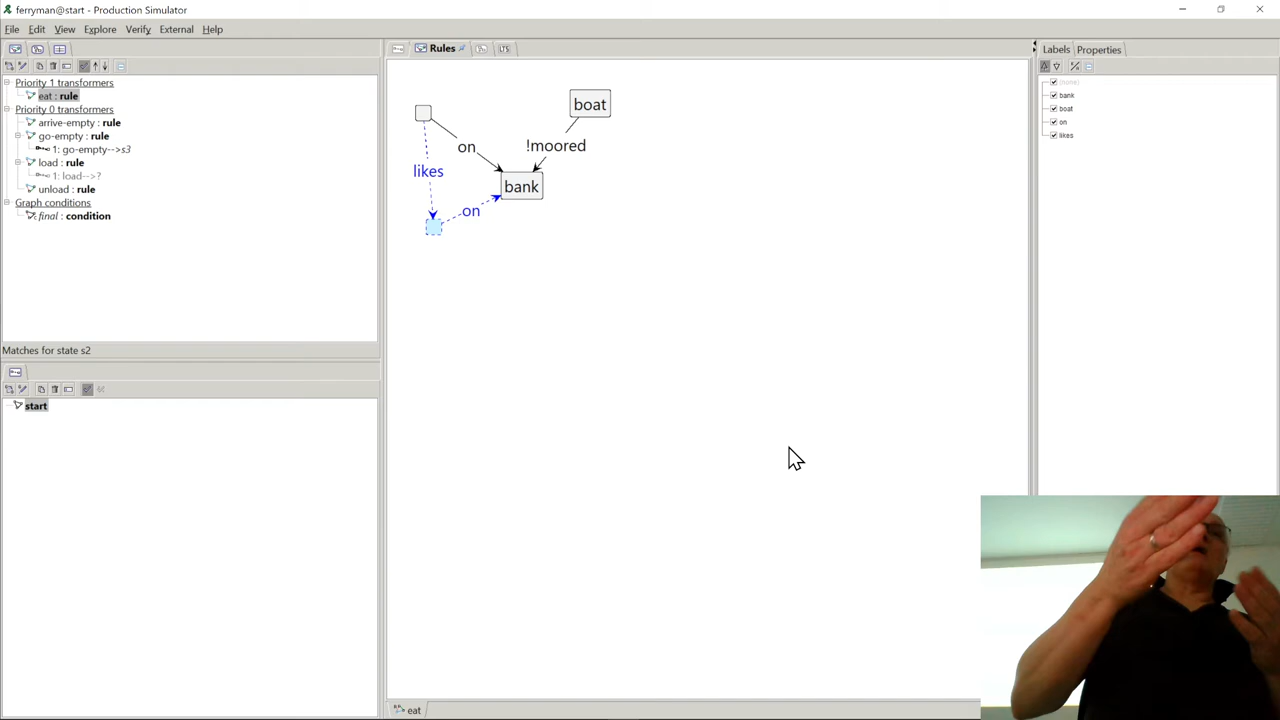 ferryman@start - Production Simulator
File Edit View Explore Verify External Help
Rules
LTS
Labels Properties
Priority 1 transformers
eat : rule
Priority 0 transformers
arrive-empty : rule
go-empty : rule
1: go-empty-->s3
load : rule
1: load-->?
unload : rule
Graph conditions
final : condition
Matches for state s2
start
boat
on
!moored
likes
bank
on
eat
(none)
bank
boat
on
likes